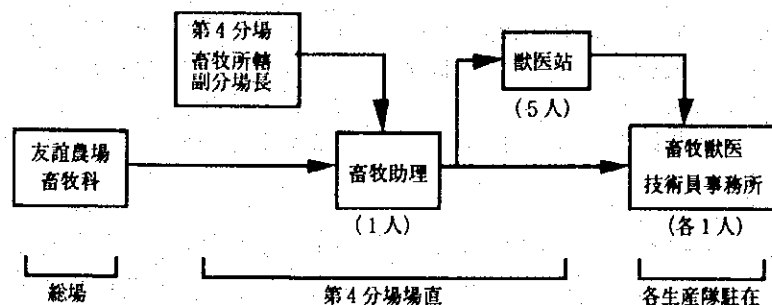 第4分場
畜牧所轄
副分場長
獣医站
(5人)
友誼農場
畜牧科
畜牧助理
(1人)
畜牧獣医
技術員事務所
(各1人)
総場
第4分場場直
各生産隊駐在